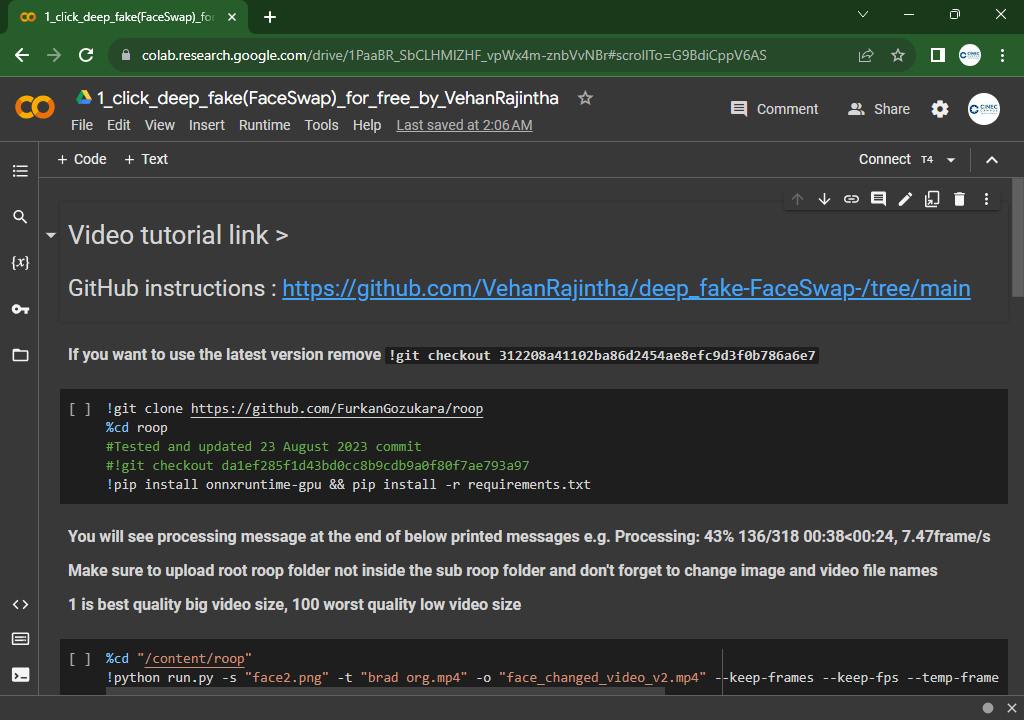 1_click_deep_fake(FaceSwap)_for
colab.research.google.com/drive/1PaaBR_SbCLHMIZHF_vpWx4m-znbVvNBr#scrollTo=G9BdiCppV6AS
1_click_deep_fake(FaceSwap)_for_free_by_VehanRajintha
File Edit View Insert Runtime Tools Help Last saved at 2:06 AM
Comment Share
+ Code + Text
Connect T4
Video tutorial link >
GitHub instructions : https://github.com/VehanRajintha/deep_fake-FaceSwap-/tree/main
{x}
If you want to use the latest version remove !git checkout 312208a41102ba86d2454ae8efc9d3f0b786a6e7
[ ] !git clone https://github.com/FurkanGozukara/roop
%cd roop
#Tested and updated 23 August 2023 commit
#!git checkout da1ef285f1d43bd0cc8b9cdb9a0f80f7ae793a97
!pip install onnxruntime-gpu && pip install -r requirements.txt
You will see processing message at the end of below printed messages e.g. Processing: 43% 136/318 00:38<00:24, 7.47frame/s
Make sure to upload root roop folder not inside the sub roop folder and don't forget to change image and video file names
1 is best quality big video size, 100 worst quality low video size
[ ] %cd "/content/roop"
!python run.py -s "face2.png" -t "brad org.mp4" -o "face_changed_video_v2.mp4" --keep-frames --keep-fps --temp-frame